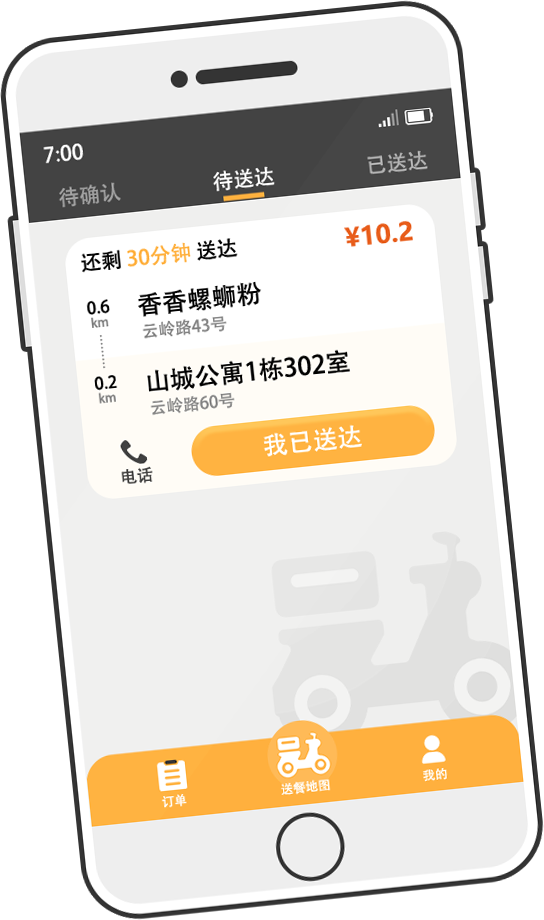 7:00
待确认 待送达 已送达
还剩 30分钟 送达 ¥10.2
0.6 km 香香螺蛳粉
云岭路43号
0.2 km 山城公寓1栋302室
云岭路60号
电话 我已送达
订单 送餐地图 我的